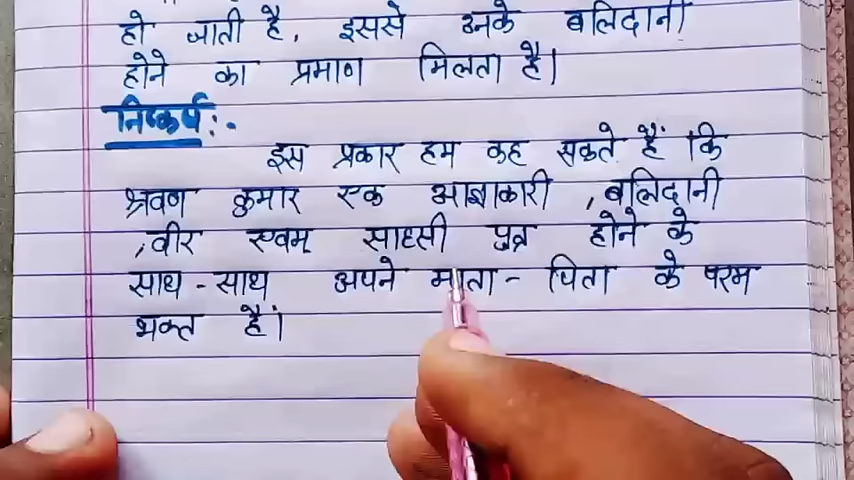 हो जाती है, इससे उनके बलिदानी
होने का प्रमाण मिलता है।
निष्कर्ष:-
इस प्रकार हम कह सकते हैं कि
श्रवण कुमार एक आज्ञाकारी ,बलिदानी
,वीर एवम् साहसी पुत्र होने के
साथ-साथ अपने माता- पिता के परम
भक्त हैं।